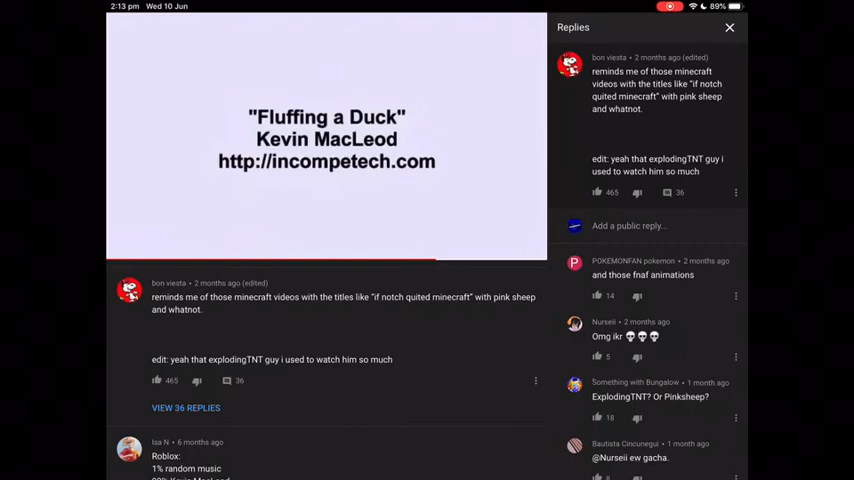 2:13 pm Wed 10 Jun
89%
"Fluffing a Duck"
Kevin MacLeod
http://incompetech.com
bon viesta • 2 months ago (edited)
reminds me of those minecraft videos with the titles like "if notch quited minecraft" with pink sheep
and whatnot.
edit: yeah that explodingTNT guy i used to watch him so much
465 36
VIEW 36 REPLIES
Isa N • 6 months ago
Roblox:
1% random music
Replies
bon viesta • 2 months ago (edited)
reminds me of those minecraft
videos with the titles like "if notch
quited minecraft" with pink sheep
and whatnot.
edit: yeah that explodingTNT guy i
used to watch him so much
465 36
Add a public reply...
P
POKEMONFAN pokemon • 2 months ago
and those fnaf animations
14
Nurseii • 2 months ago
Omg ikr 💀💀💀
5
Something with Bungalow • 1 month ago
ExplodingTNT? Or Pinksheep?
18
Bautista Cincunegui • 1 month ago
@Nurseii ew gacha.